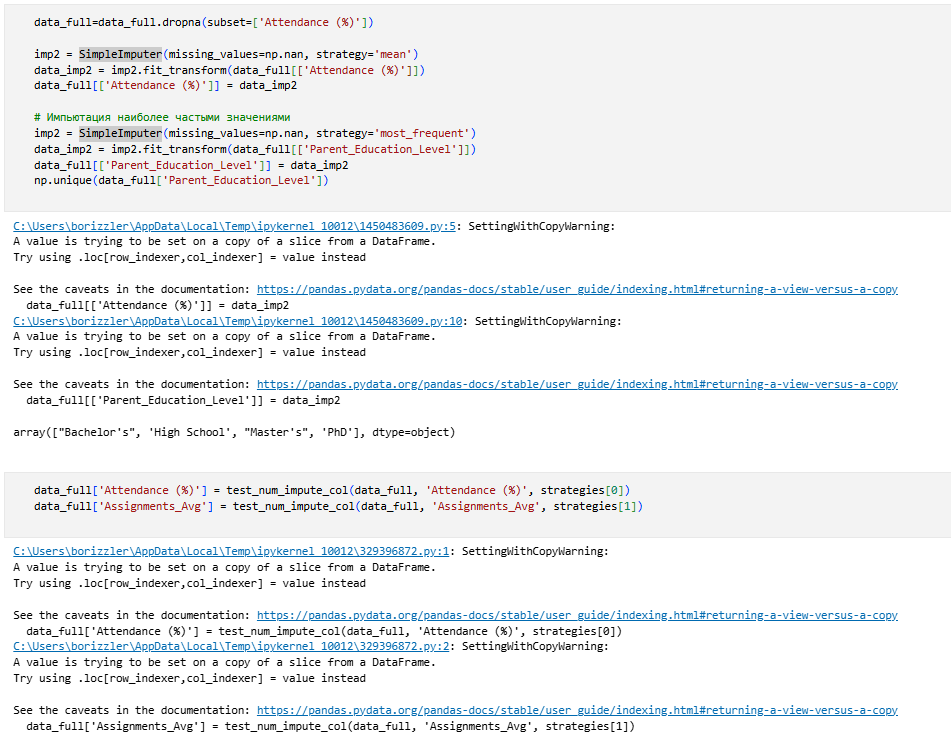 data_full=data_full.dropna(subset=['Attendance (%)'])
imp2 = SimpleImputer(missing_values=np.nan, strategy='mean')
data_imp2 = imp2.fit_transform(data_full[['Attendance (%)']])
data_full[['Attendance (%)']] = data_imp2
# Импьютация наиболее частыми значениями
imp2 = SimpleImputer(missing_values=np.nan, strategy='most_frequent')
data_imp2 = imp2.fit_transform(data_full[['Parent_Education_Level']])
data_full[['Parent_Education_Level']] = data_imp2
np.unique(data_full['Parent_Education_Level'])
C:\Users\borizzler\AppData\Local\Temp\ipykernel_10012\1450483609.py:5: SettingWithCopyWarning:
A value is trying to be set on a copy of a slice from a DataFrame.
Try using .loc[row_indexer,col_indexer] = value instead
See the caveats in the documentation: https://pandas.pydata.org/pandas-docs/stable/user_guide/indexing.html#returning-a-view-versus-a-copy
data_full[['Attendance (%)']] = data_imp2
C:\Users\borizzler\AppData\Local\Temp\ipykernel_10012\1450483609.py:10: SettingWithCopyWarning:
A value is trying to be set on a copy of a slice from a DataFrame.
Try using .loc[row_indexer,col_indexer] = value instead
See the caveats in the documentation: https://pandas.pydata.org/pandas-docs/stable/user_guide/indexing.html#returning-a-view-versus-a-copy
data_full[['Parent_Education_Level']] = data_imp2
array(["Bachelor's", 'High School', "Master's", 'PhD'], dtype=object)
data_full['Attendance (%)'] = test_num_impute_col(data_full, 'Attendance (%)', strategies[0])
data_full['Assignments_Avg'] = test_num_impute_col(data_full, 'Assignments_Avg', strategies[1])
C:\Users\borizzler\AppData\Local\Temp\ipykernel_10012\329396872.py:1: SettingWithCopyWarning:
A value is trying to be set on a copy of a slice from a DataFrame.
Try using .loc[row_indexer,col_indexer] = value instead
See the caveats in the documentation: https://pandas.pydata.org/pandas-docs/stable/user_guide/indexing.html#returning-a-view-versus-a-copy
data_full['Attendance (%)'] = test_num_impute_col(data_full, 'Attendance (%)', strategies[0])
C:\Users\borizzler\AppData\Local\Temp\ipykernel_10012\329396872.py:2: SettingWithCopyWarning:
A value is trying to be set on a copy of a slice from a DataFrame.
Try using .loc[row_indexer,col_indexer] = value instead
See the caveats in the documentation: https://pandas.pydata.org/pandas-docs/stable/user_guide/indexing.html#returning-a-view-versus-a-copy
data_full['Assignments_Avg'] = test_num_impute_col(data_full, 'Assignments_Avg', strategies[1])